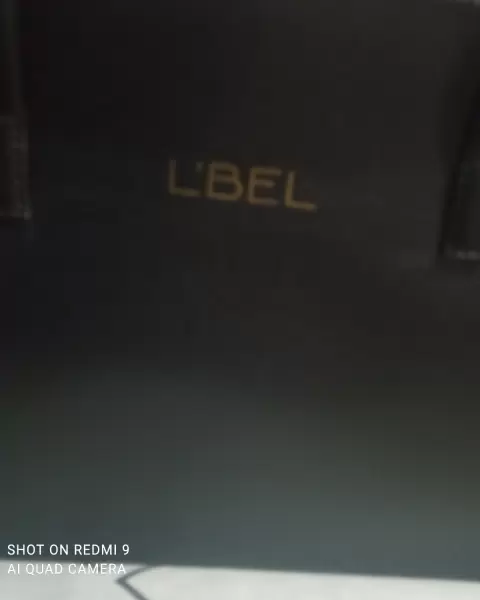 L'BEL
SHOT ON REDMI 9
AI QUAD CAMERA